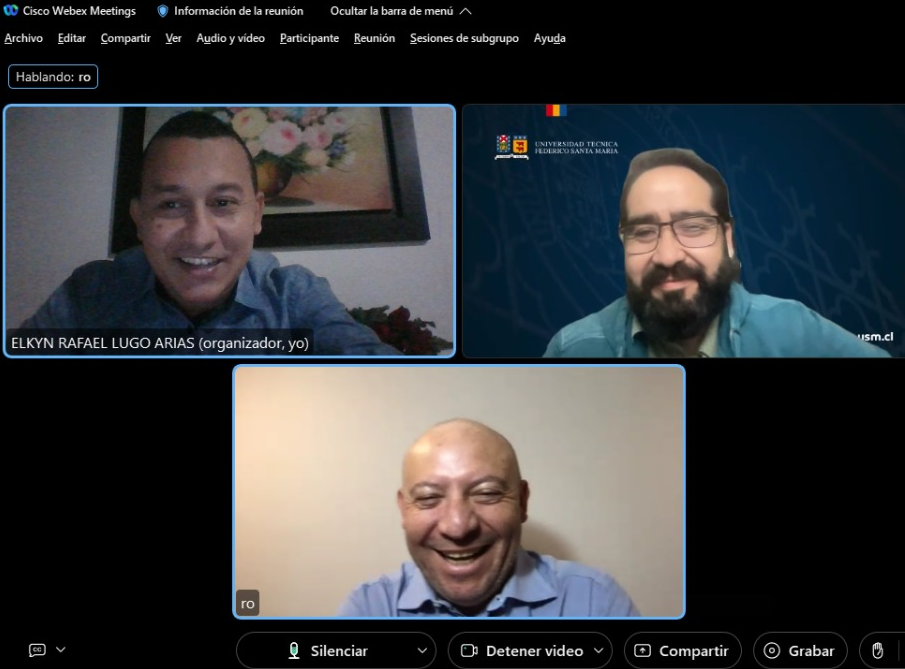 Cisco Webex Meetings Información de la reunión Ocultar la barra de menú
Archivo Editar Compartir Ver Audio y vídeo Participante Reunión Sesiones de subgrupo Ayuda
Hablando: ro
UNIVERSIDAD TECNICA
FEDERICO SANTA MARIA
ELKYN RAFAEL LUGO ARIAS (organizador, yo)
usm.cl
ro
CC Silenciar Detener video Compartir Grabar